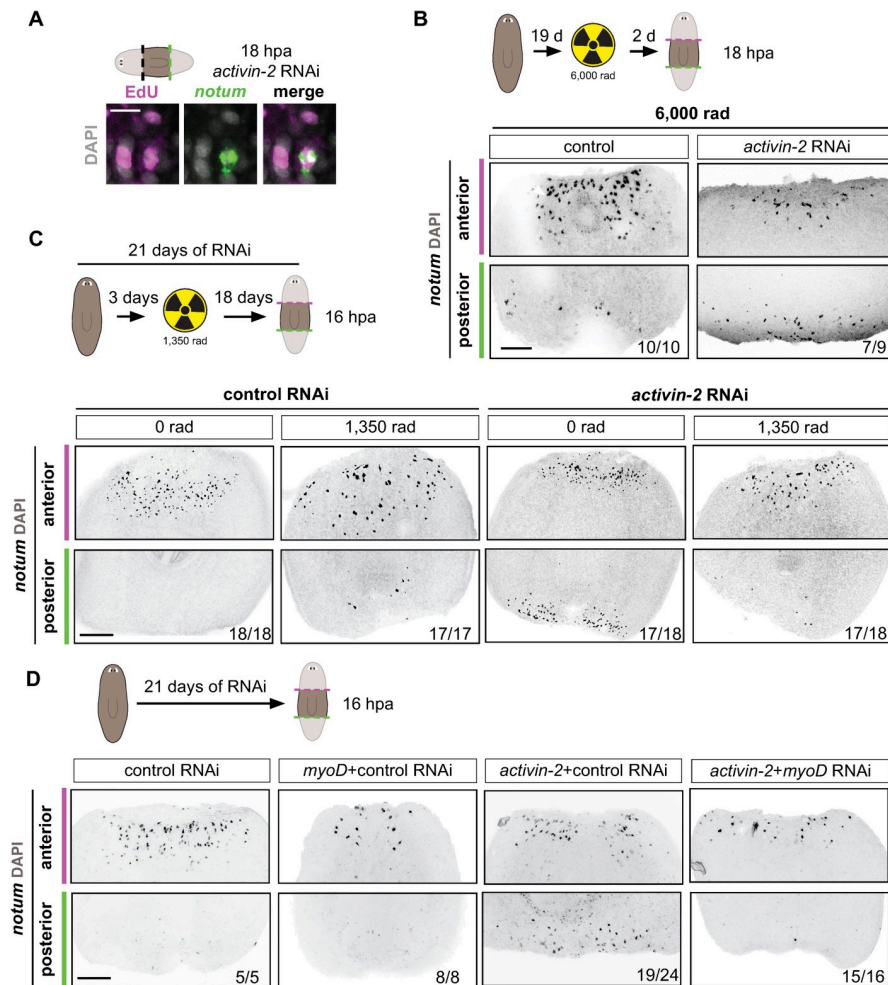 A
18 hpa
activin-2 RNAi
EdU
notum
merge
DAPI
B
19 d
2 d
6,000 rad
18 hpa
6,000 rad
control
activin-2 RNAi
notum DAPI
anterior
posterior
10/10
7/9
C
21 days of RNAi
3 days
18 days
1,350 rad
16 hpa
control RNAi
activin-2 RNAi
0 rad
1,350 rad
0 rad
1,350 rad
notum DAPI
anterior
posterior
18/18
17/17
17/18
17/18
D
21 days of RNAi
16 hpa
control RNAi
myoD+control RNAi
activin-2+control RNAi
activin-2+myoD RNAi
notum DAPI
anterior
posterior
5/5
8/8
19/24
15/16